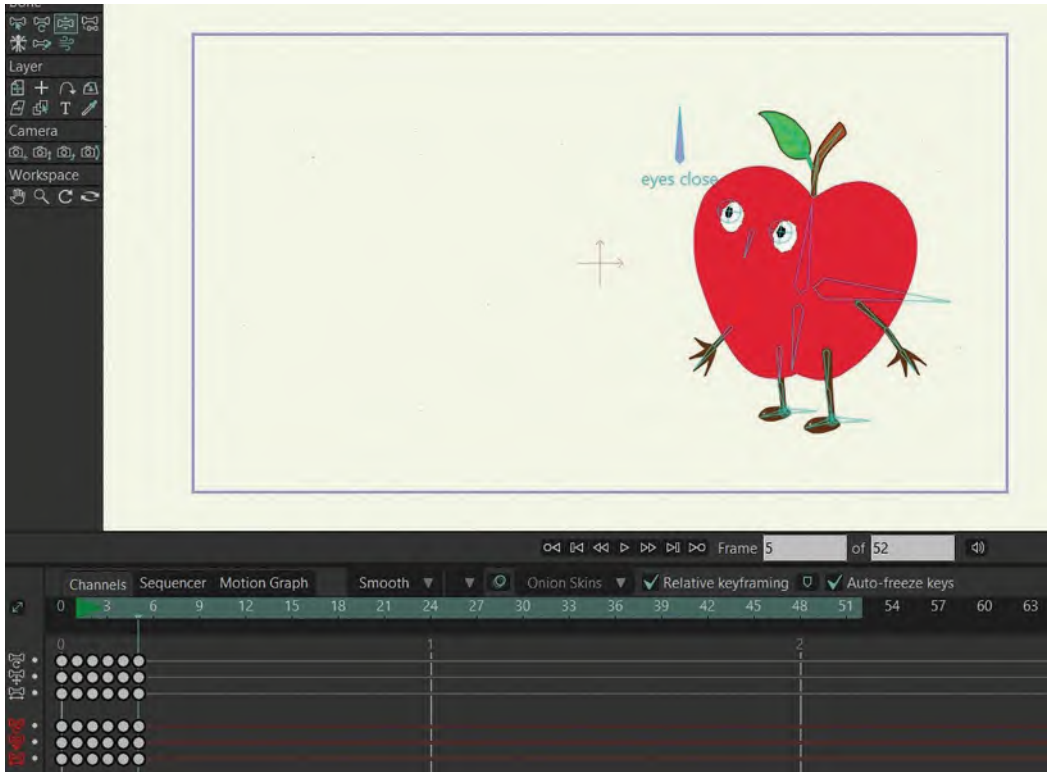 Bone
Layer
T
Camera
Workspace
eyes close
Frame 5 of 52
Channels Sequencer Motion Graph Smooth Onion Skins Relative keyframing Auto-freeze keys
0 3 6 9 12 15 18 21 24 27 30 33 36 39 42 45 48 51 54 57 60 63
0 1 2